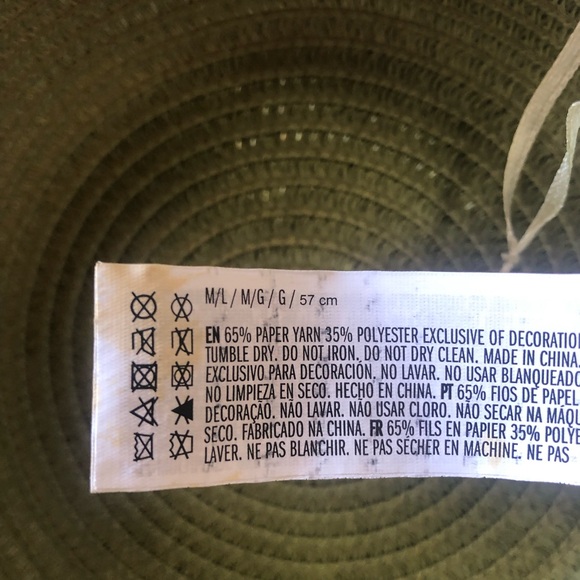 M/L / M/G / G / 57 cm
EN 65% PAPER YARN 35% POLYESTER EXCLUSIVE OF DECORATIO
TUMBLE DRY. DO NOT IRON. DO NOT DRY CLEAN. MADE IN CHINA.
EXCLUSIVO PARA DECORACIÓN. NO LAVAR. NO USAR BLANQUEADO
NO LIMPIEZA EN SECO. HECHO EN CHINA. PT 65% FIOS DE PAPEL
DECORAÇÃO. NÃO LAVAR. NÃO USAR CLORO. NÃO SECAR NA MÁQU
SECO. FABRICADO NA CHINA. FR 65% FILS EN PAPIER 35% POLYE
LAVER. NE PAS BLANCHIR. NE PAS SÉCHER EN MACHINE. NE PAS